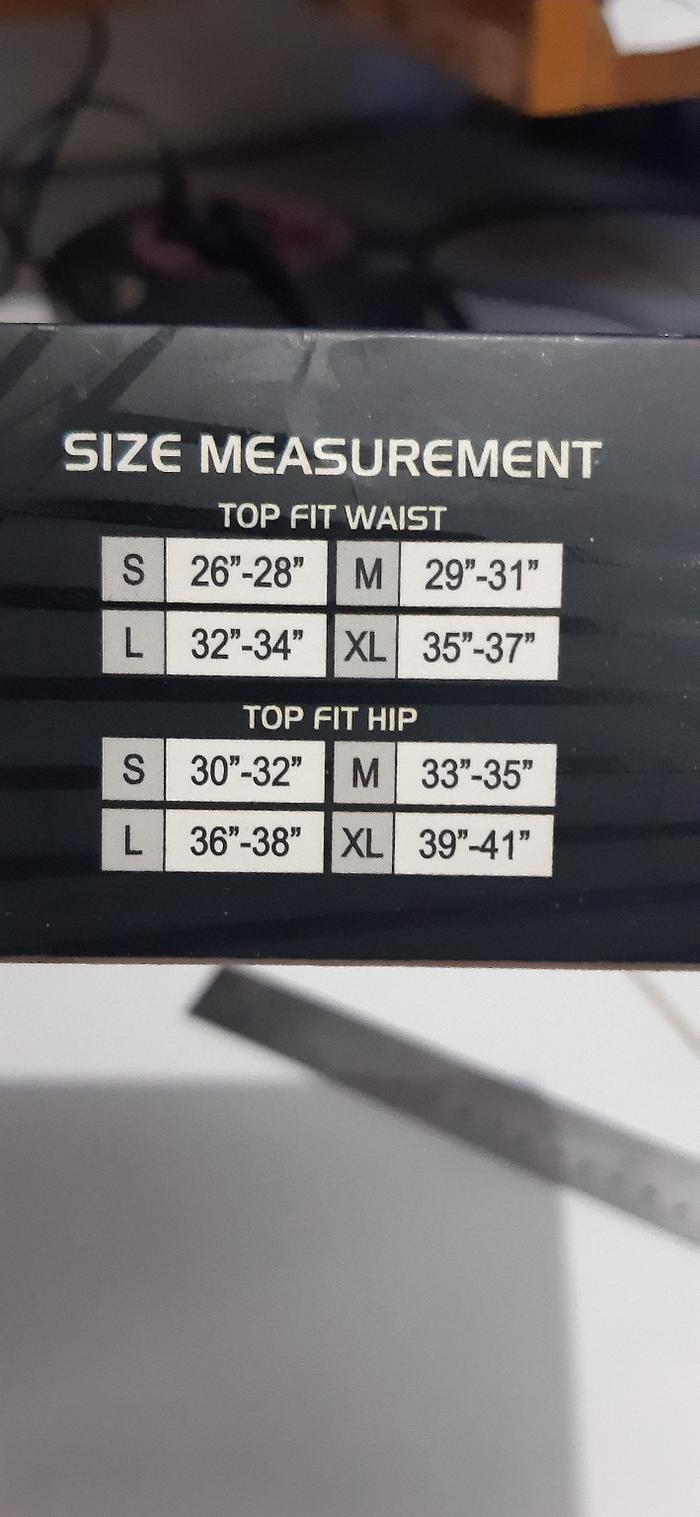 SIZE MEASUREMENT
TOP FIT WAIST
S 26”-28” M 29”-31”
L 32”-34” XL 35”-37”
TOP FIT HIP
S 30”-32” M 33”-35”
L 36”-38” XL 39”-41”